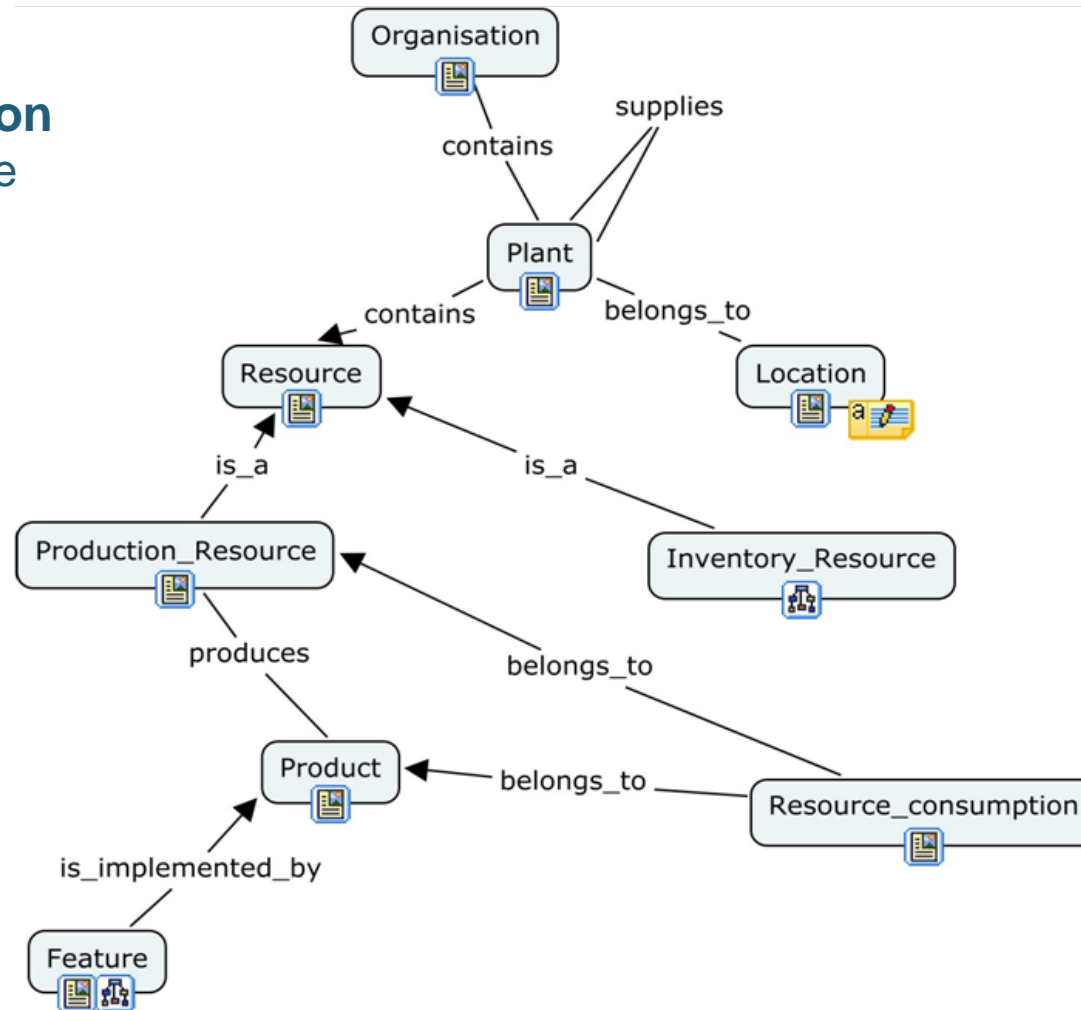 Organisation
on
supplies
contains
e
Plant
contains
belongs_to
Resource
Location
a
is_a
is_a
Production_Resource
Inventory_Resource
produces
belongs_to
Product
belongs_to
Resource_consumption
is_implemented_by
Feature